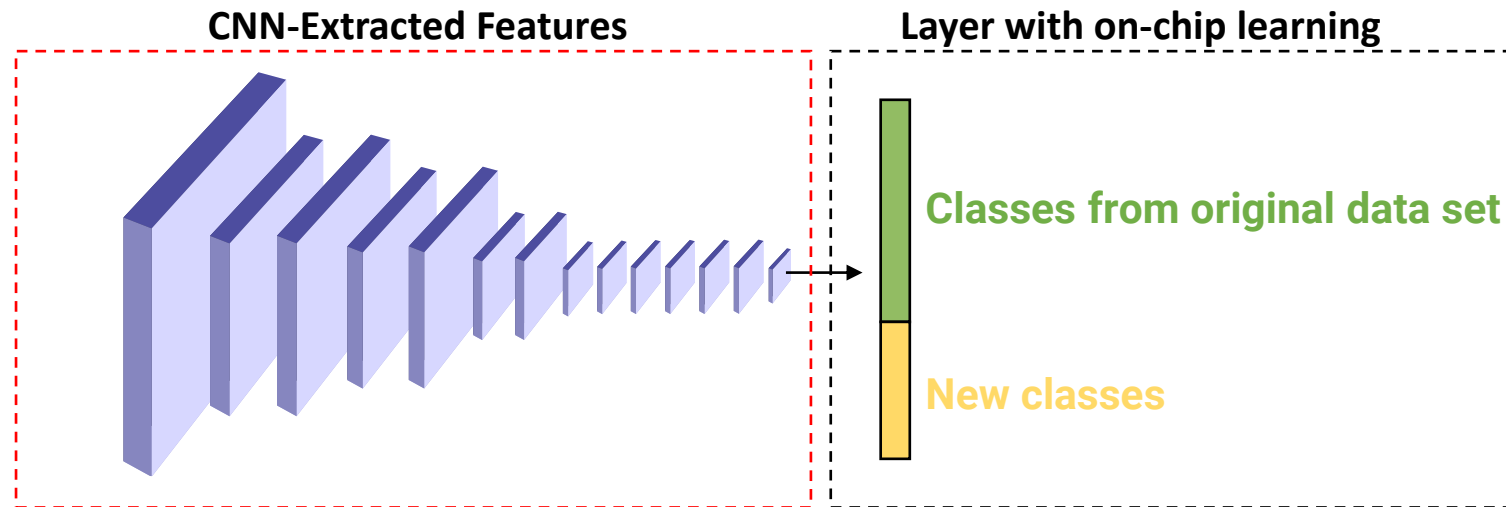 CNN-Extracted Features
Layer with on-chip learning
Classes from original data set
New classes